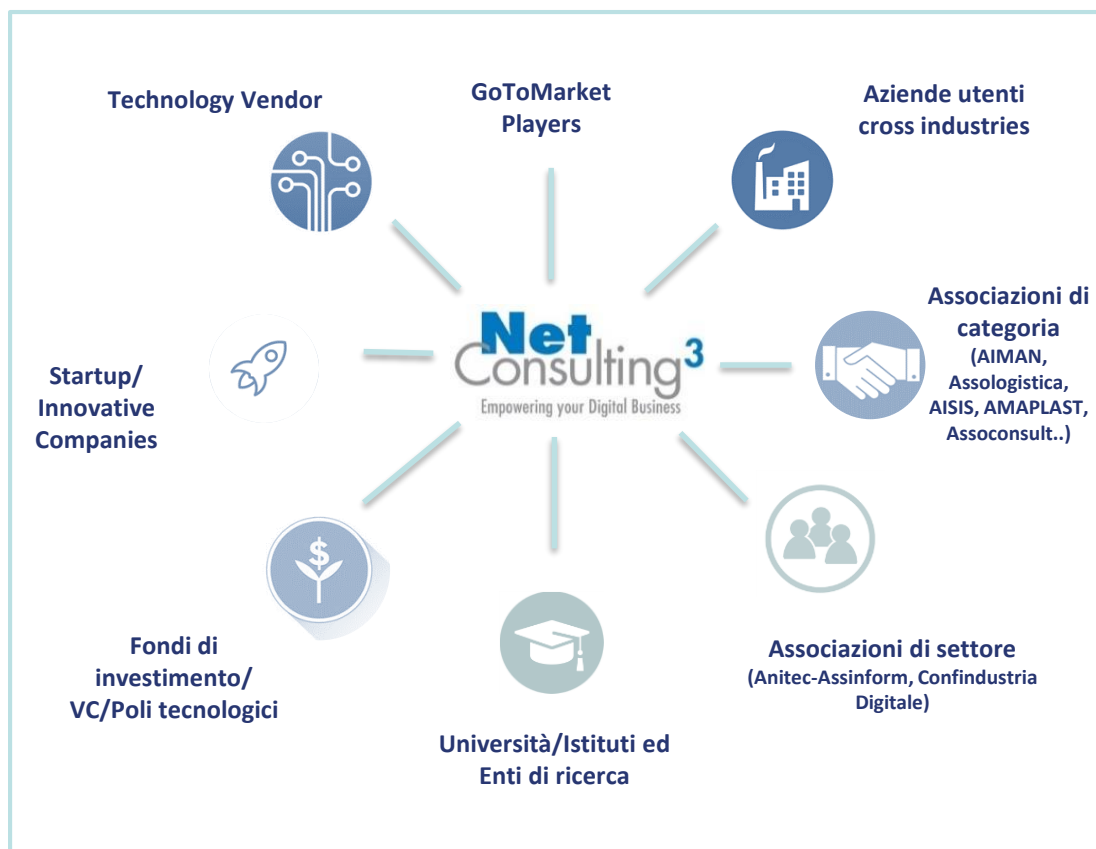 Technology Vendor
GoToMarket
Players
Aziende utenti
cross industries
Net
Consulting³
Empowering your Digital Business
Associazioni di
categoria
(AIMAN,
Assologistica,
AISIS, AMAPLAST,
Assoconsult..)
Startup/
Innovative
Companies
$
Fondi di
investimento/
VC/Poli tecnologici
Università/Istituti ed
Enti di ricerca
Associazioni di settore
(Anitec-Assinform, Confindustria
Digitale)